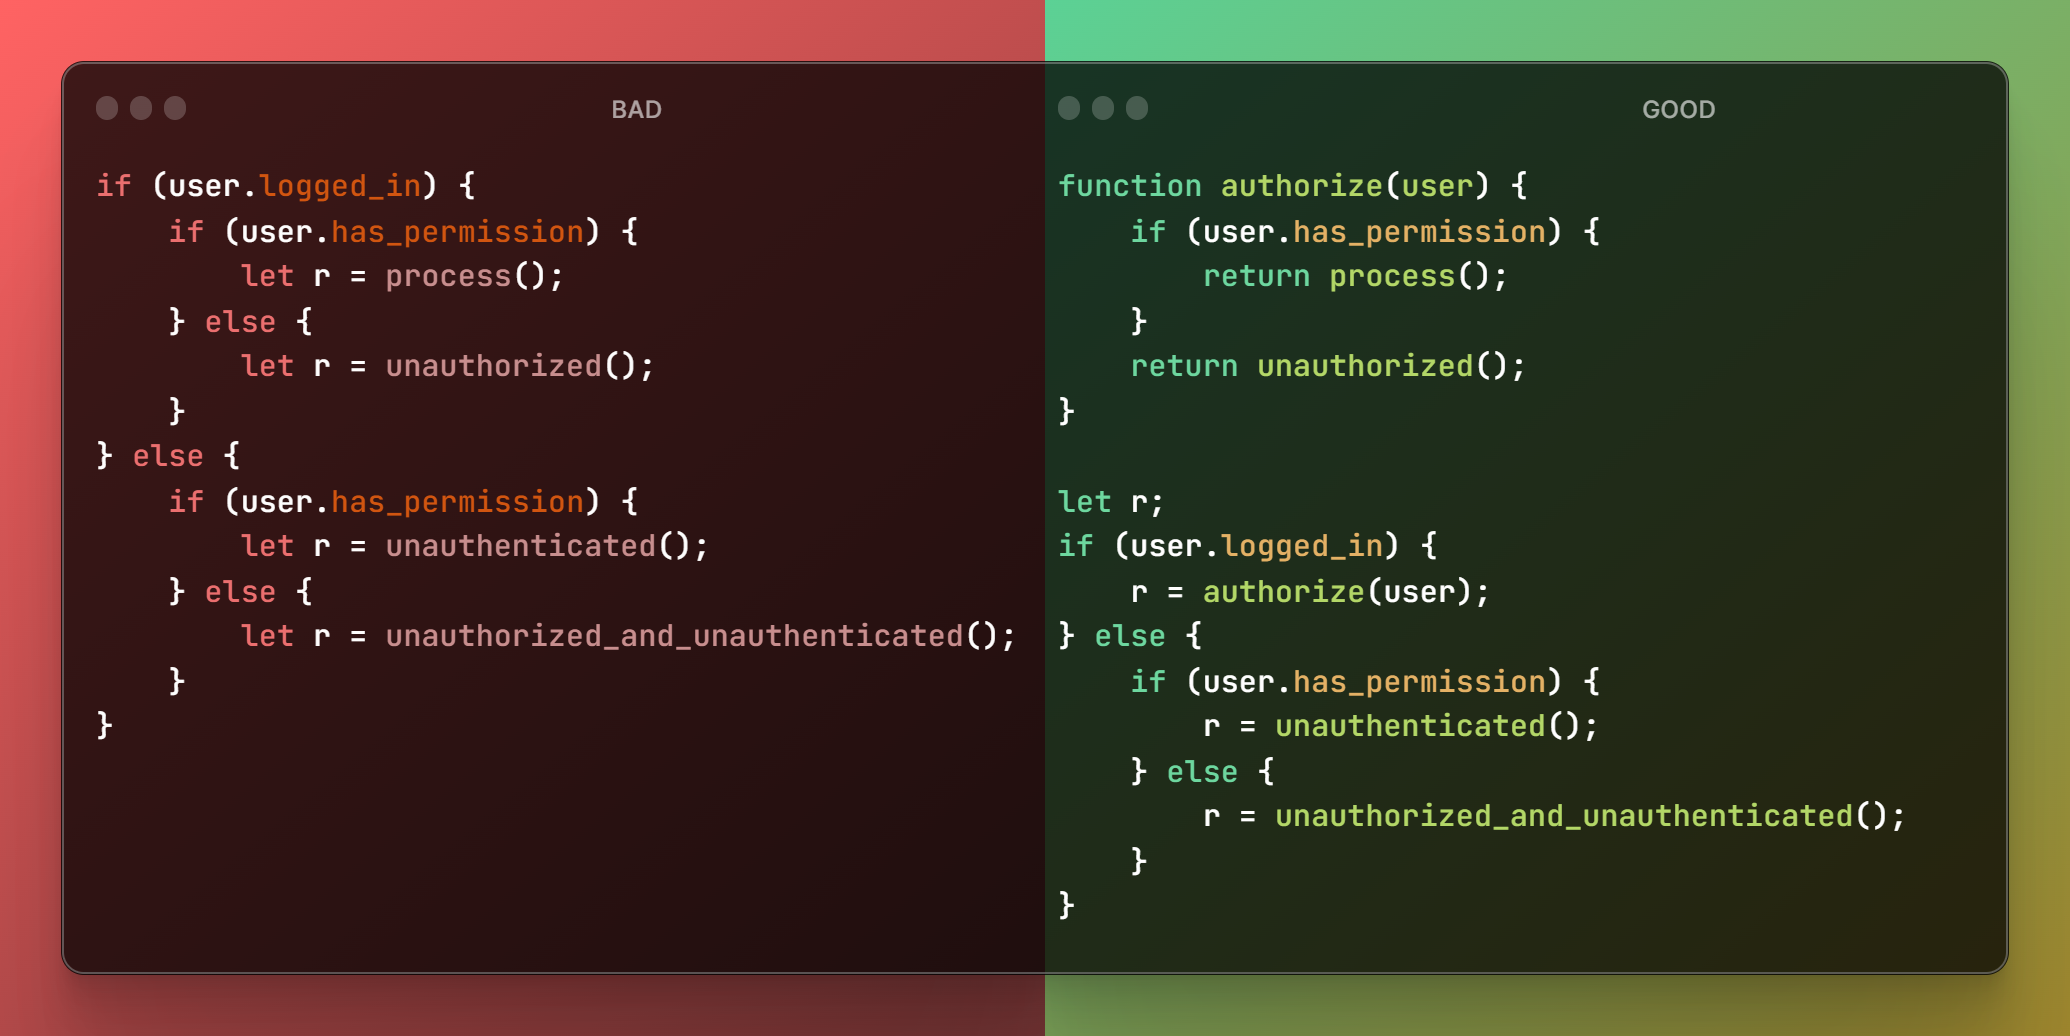 BAD
if (user.logged_in) {
    if (user.has_permission) {
        let r = process();
    } else {
        let r = unauthorized();
    }
} else {
    if (user.has_permission) {
        let r = unauthenticated();
    } else {
        let r = unauthorized_and_unauthenticated();
    }
}
GOOD
function authorize(user) {
    if (user.has_permission) {
        return process();
    }
    return unauthorized();
}

let r;
if (user.logged_in) {
    r = authorize(user);
} else {
    if (user.has_permission) {
        r = unauthenticated();
    } else {
        r = unauthorized_and_unauthenticated();
    }
}